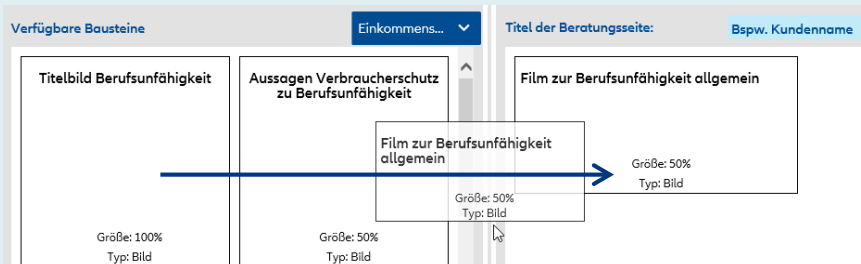 Verfügbare Bausteine
Einkommens...
Titel der Beratungsseite:
Bspw. Kundenname
Titelbild Berufsunfähigkeit
Größe: 100%
Typ: Bild
Aussagen Verbraucherschutz
zu Berufsunfähigkeit
Größe: 50%
Typ: Bild
Film zur Berufsunfähigkeit
allgemein
Größe: 50%
Typ: Bild
Film zur Berufsunfähigkeit allgemein
Größe: 50%
Typ: Bild